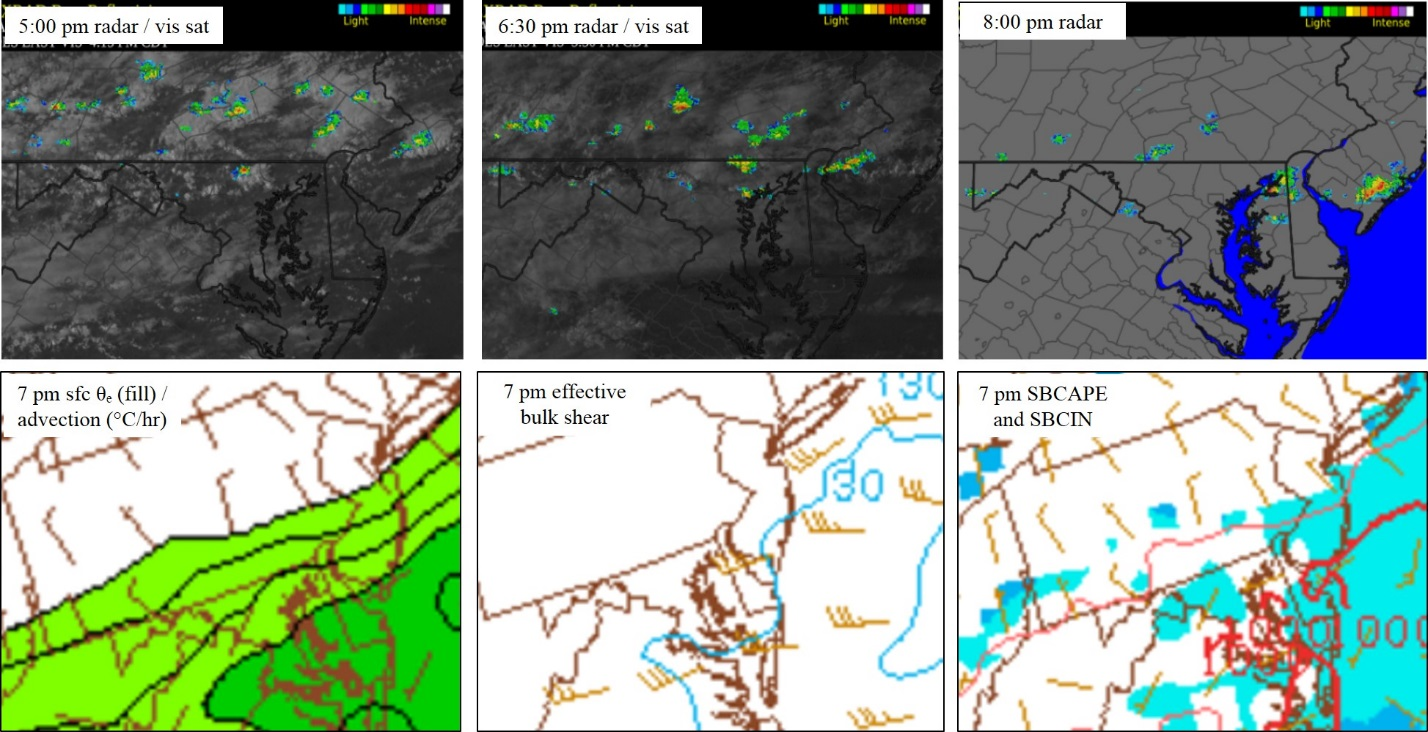 5:00 pm radar / vis sat
Light Intense
6:30 pm radar / vis sat
Light Intense
8:00 pm radar
Light Intense
7 pm sfc θe (fill) /
advection (°C/hr)
7 pm effective
bulk shear
30
30
7 pm SBCAPE
and SBCIN